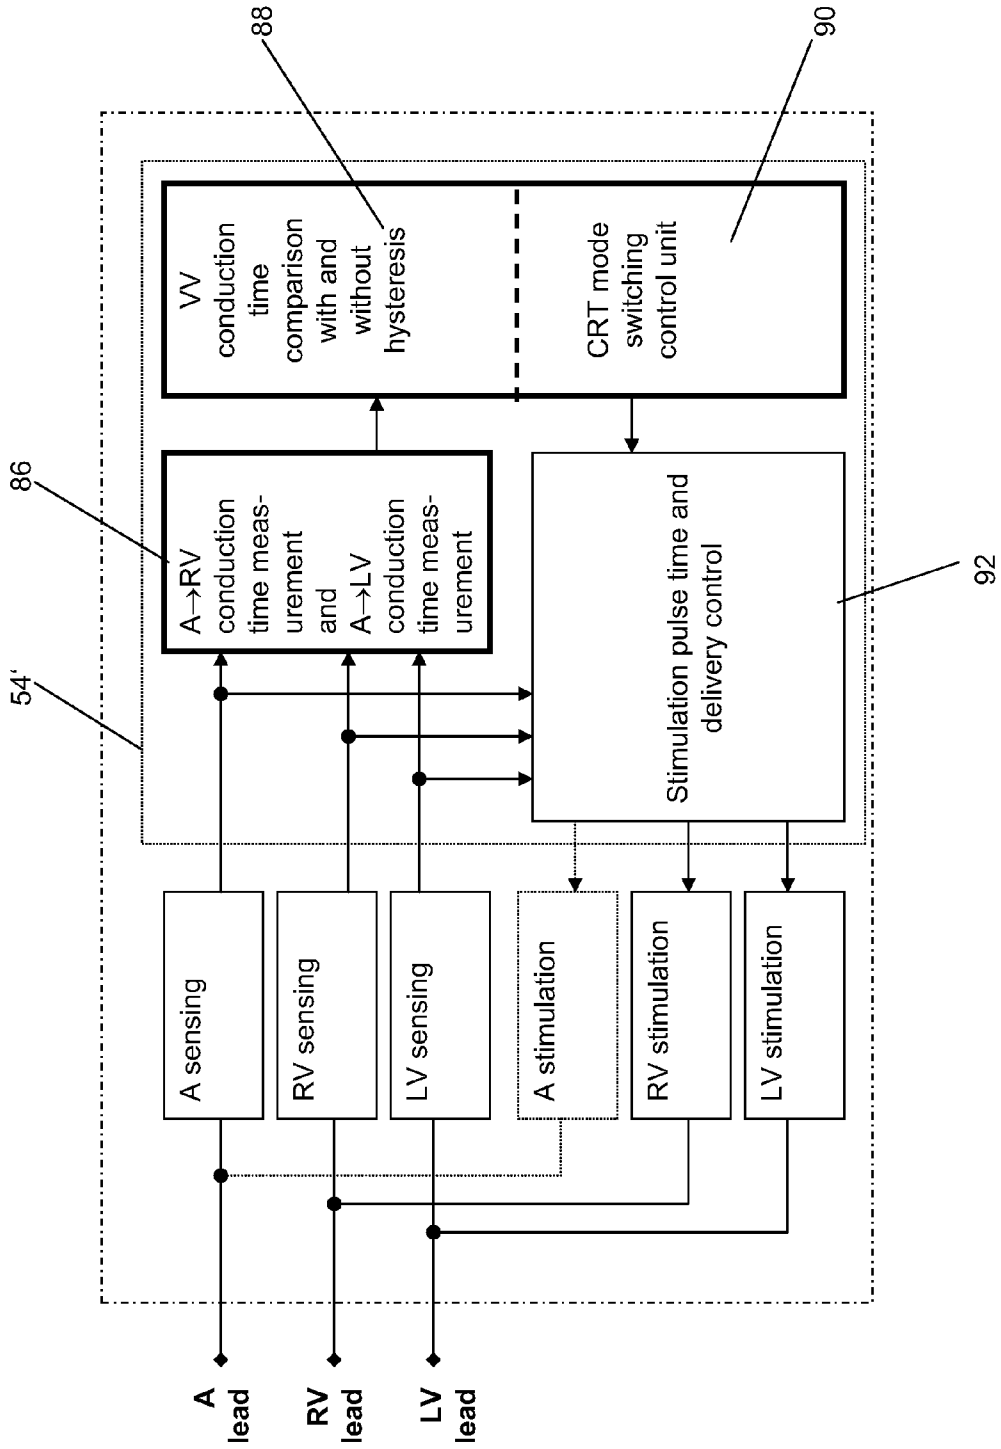 54'
86
88
90
92
A
lead
RV
lead
LV
lead
A sensing
RV sensing
LV sensing
A stimulation
RV stimulation
LV stimulation
A→RV
conduction
time meas-
urement
and
A→LV
conduction
time meas-
urement
VV
conduction
time
comparison
with and
without
hysteresis
CRT mode
switching
control unit
Stimulation pulse time and
delivery control